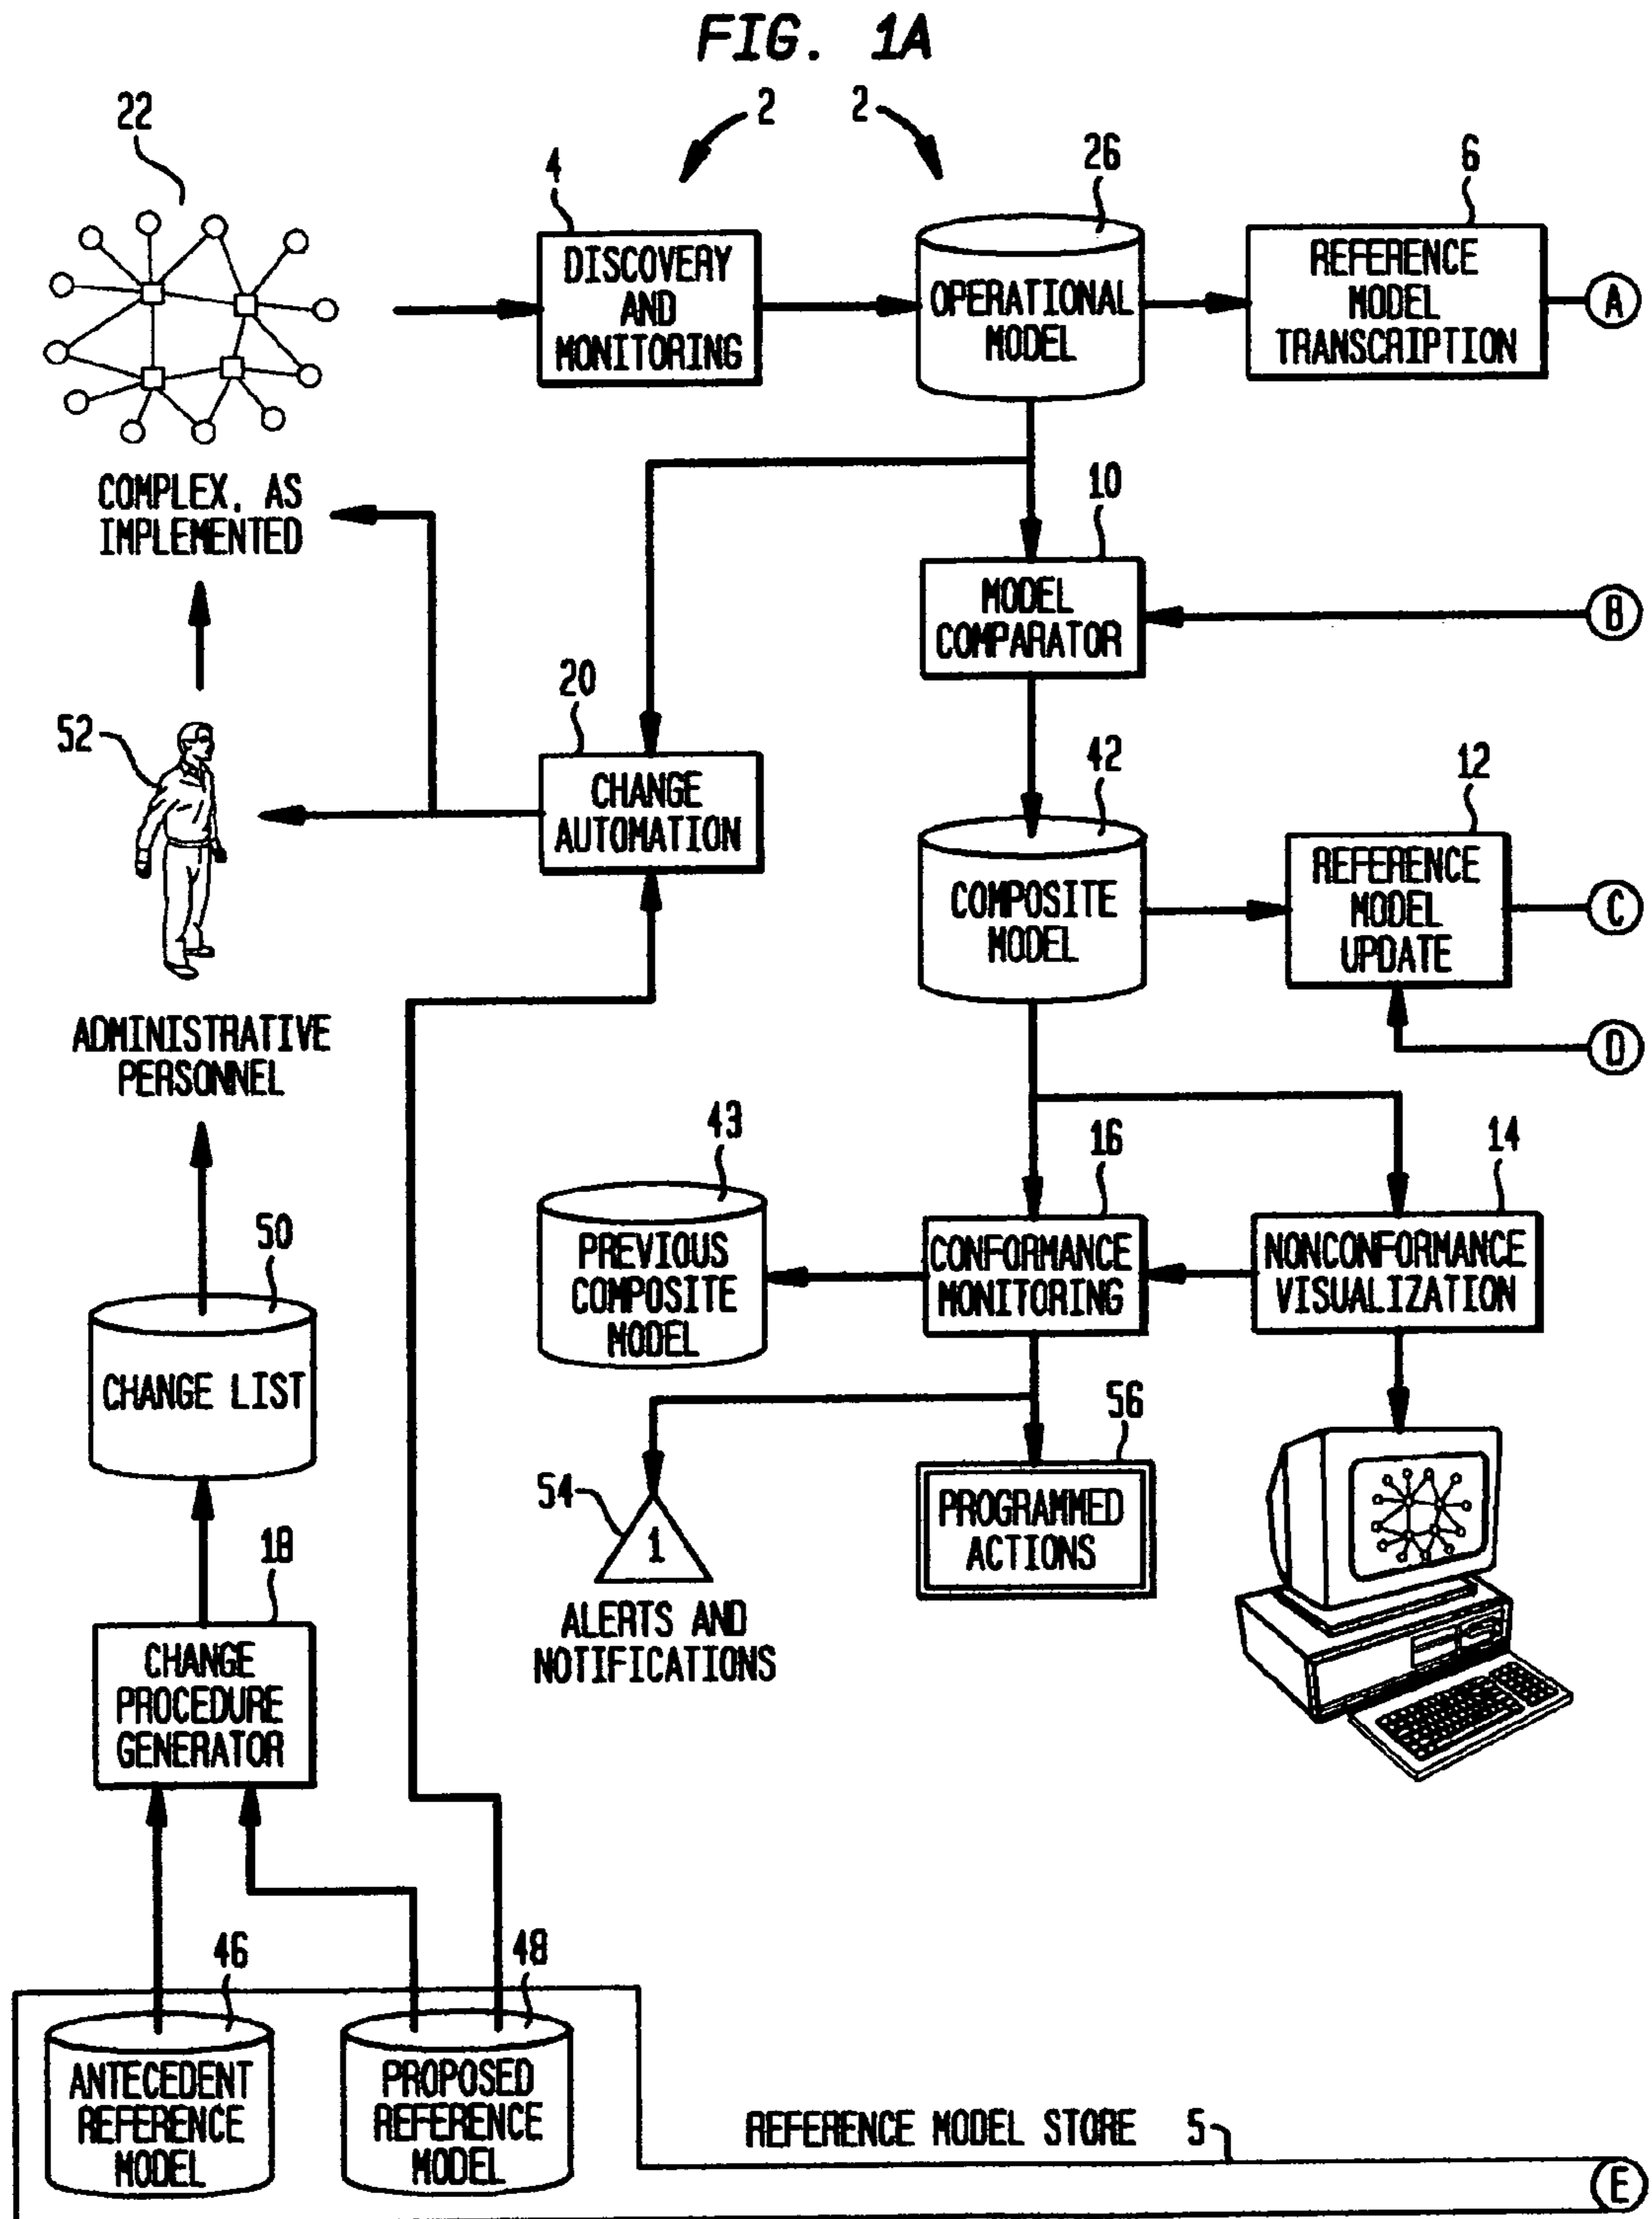 FIG. 1A
22
2
2
4
26
6
DISCOVERY
AND
MONITORING
OPERATIONAL
MODEL
REFERENCE
MODEL
TRANSCRIPTION
A
COMPLEX, AS
IMPLEMENTED
10
MODEL
COMPARATOR
B
52
20
CHANGE
AUTOMATION
42
12
COMPOSITE
MODEL
REFERENCE
MODEL
UPDATE
C
D
ADMINISTRATIVE
PERSONNEL
43
16
14
PREVIOUS
COMPOSITE
MODEL
CONFORMANCE
MONITORING
NONCONFORMANCE
VISUALIZATION
50
CHANGE LIST
54
1
ALERTS AND
NOTIFICATIONS
56
PROGRAMMED
ACTIONS
18
CHANGE
PROCEDURE
GENERATOR
46
48
ANTECEDENT
REFERENCE
MODEL
PROPOSED
REFERENCE
MODEL
REFERENCE MODEL STORE 5
E